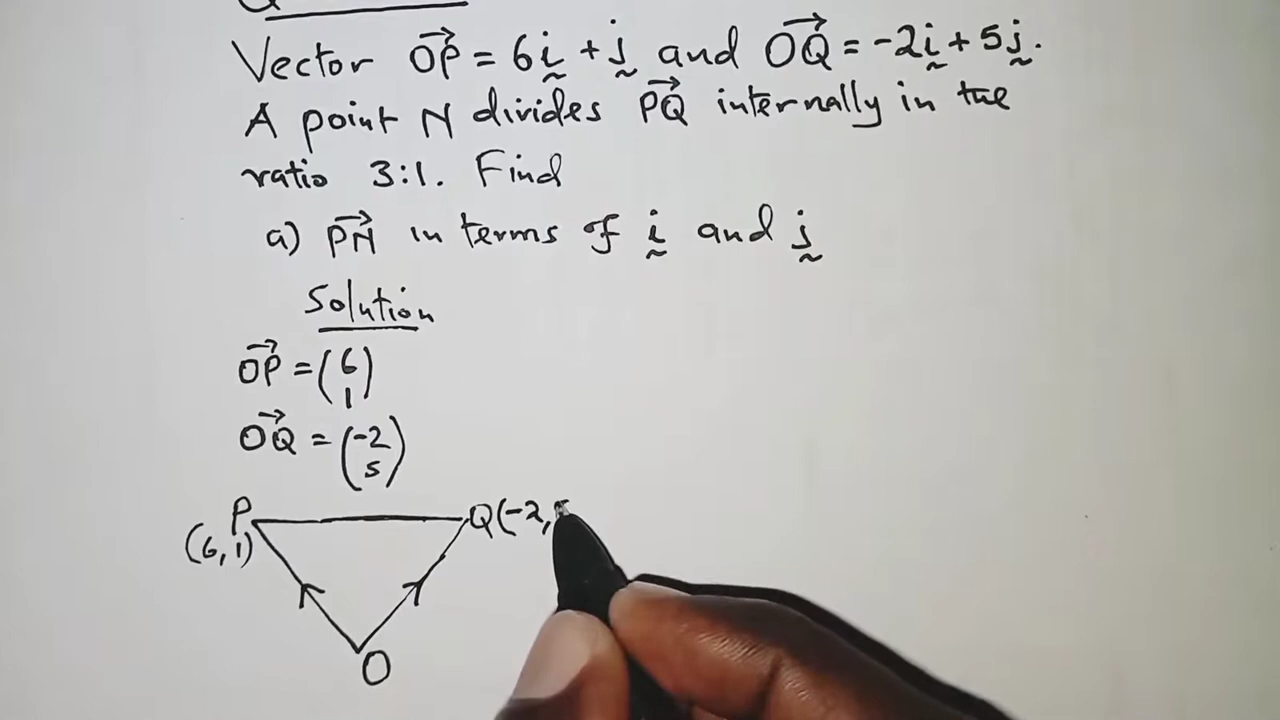 Vector OP = 6i + j and OQ = -2i + 5j.
A point N divides PQ internally in the
ratio 3:1. Find
a) PN in terms of i and j
Solution
OP = (6
1)
OQ = (-2
5)
P
Q(-2,
(6, 1)
O